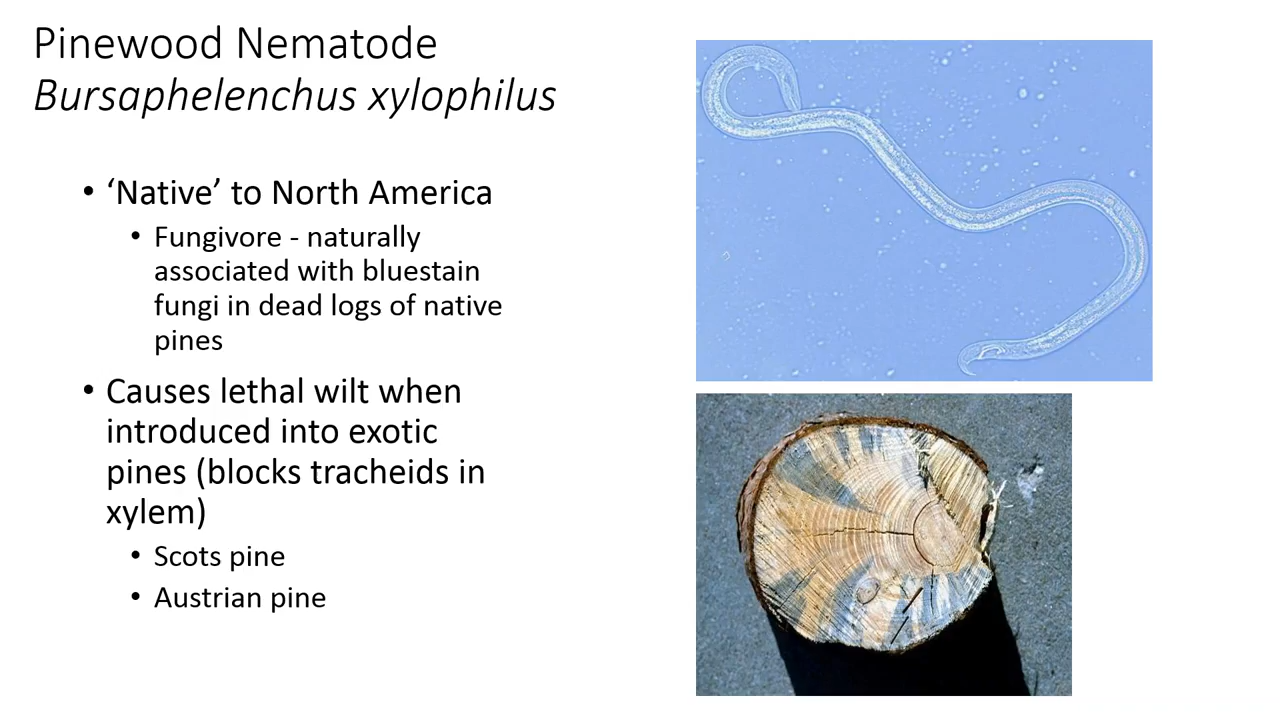 Pinewood Nematode
Bursaphelenchus xylophilus
• ‘Native’ to North America
• Fungivore - naturally
associated with bluestain
fungi in dead logs of native
pines
• Causes lethal wilt when
introduced into exotic
pines (blocks tracheids in
xylem)
• Scots pine
• Austrian pine